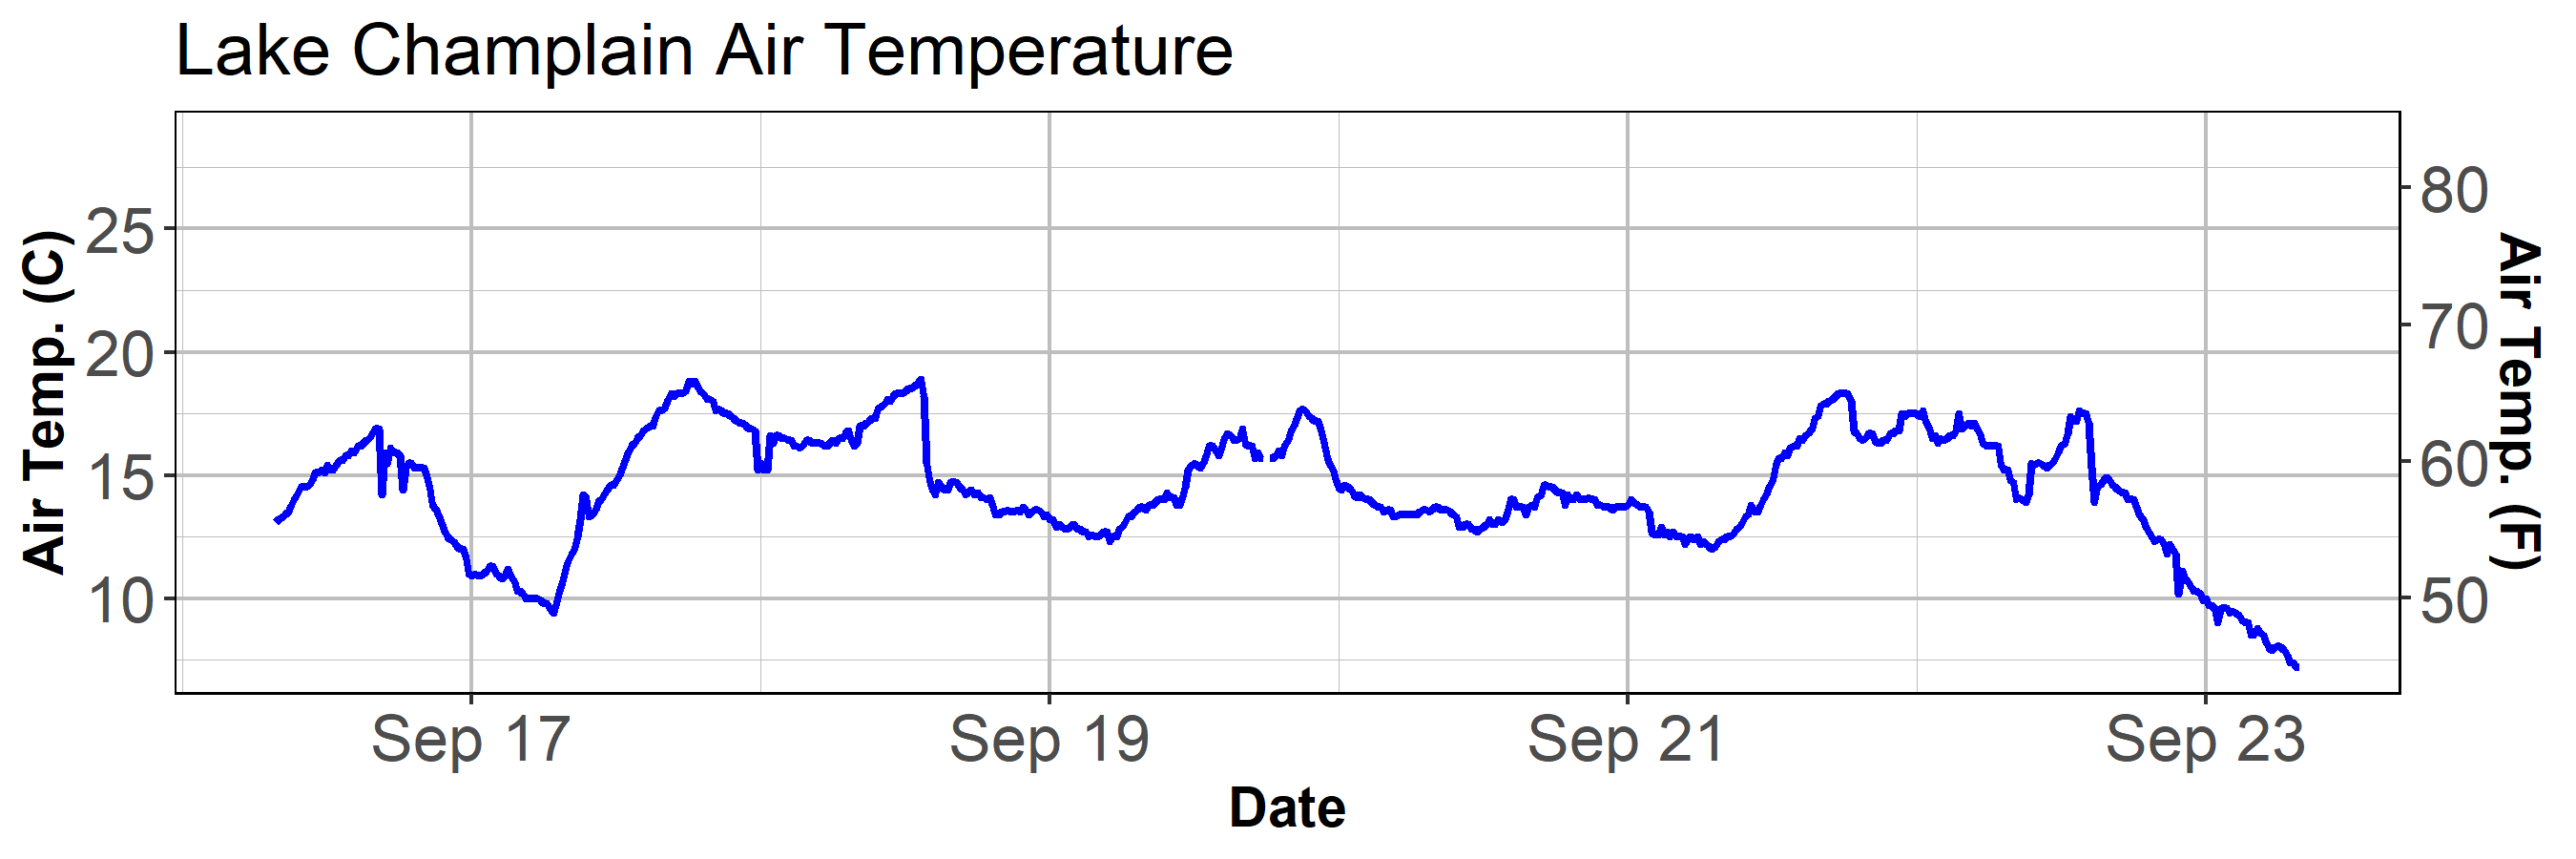 Lake Champlain Air Temperature
Air Temp. (C)
25
20
15
10
80
70
60
50
Air Temp. (F)
Sep 17
Sep 19
Sep 21
Sep 23
Date